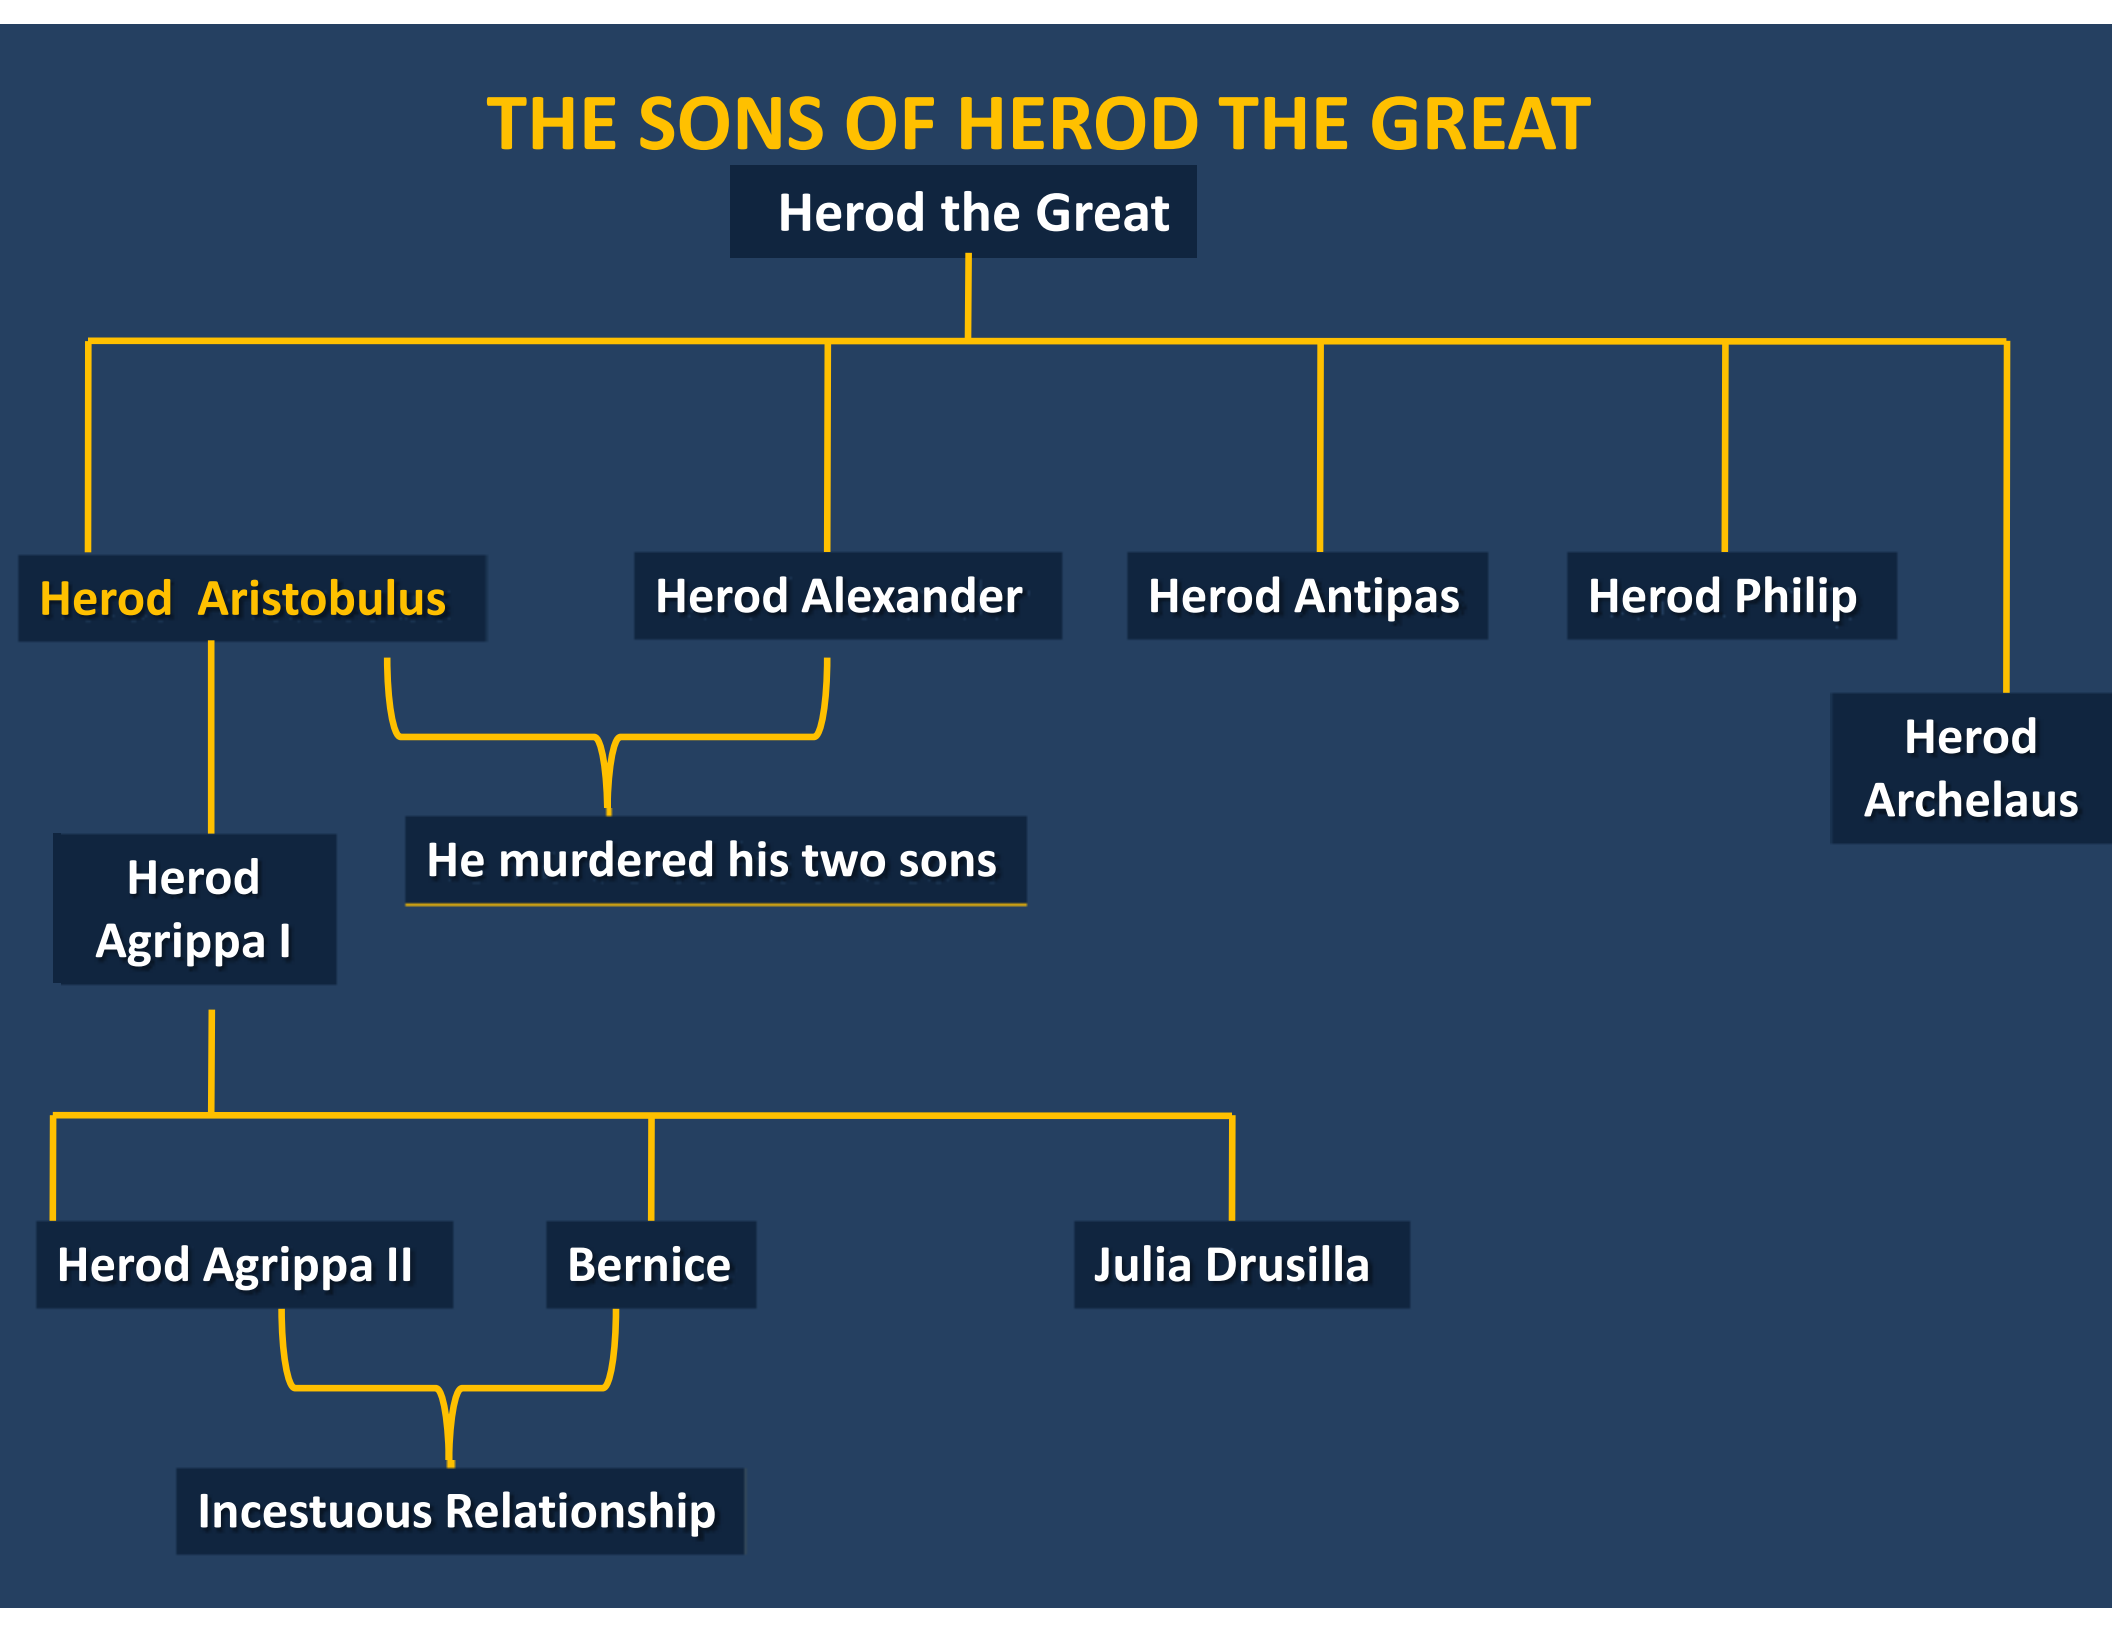 THE SONS OF HEROD THE GREAT
Herod the Great
Herod Aristobulus
Herod Alexander
Herod Antipas
Herod Philip
Herod
Archelaus
He murdered his two sons
Herod
Agrippa I
Herod Agrippa II
Bernice
Julia Drusilla
Incestuous Relationship